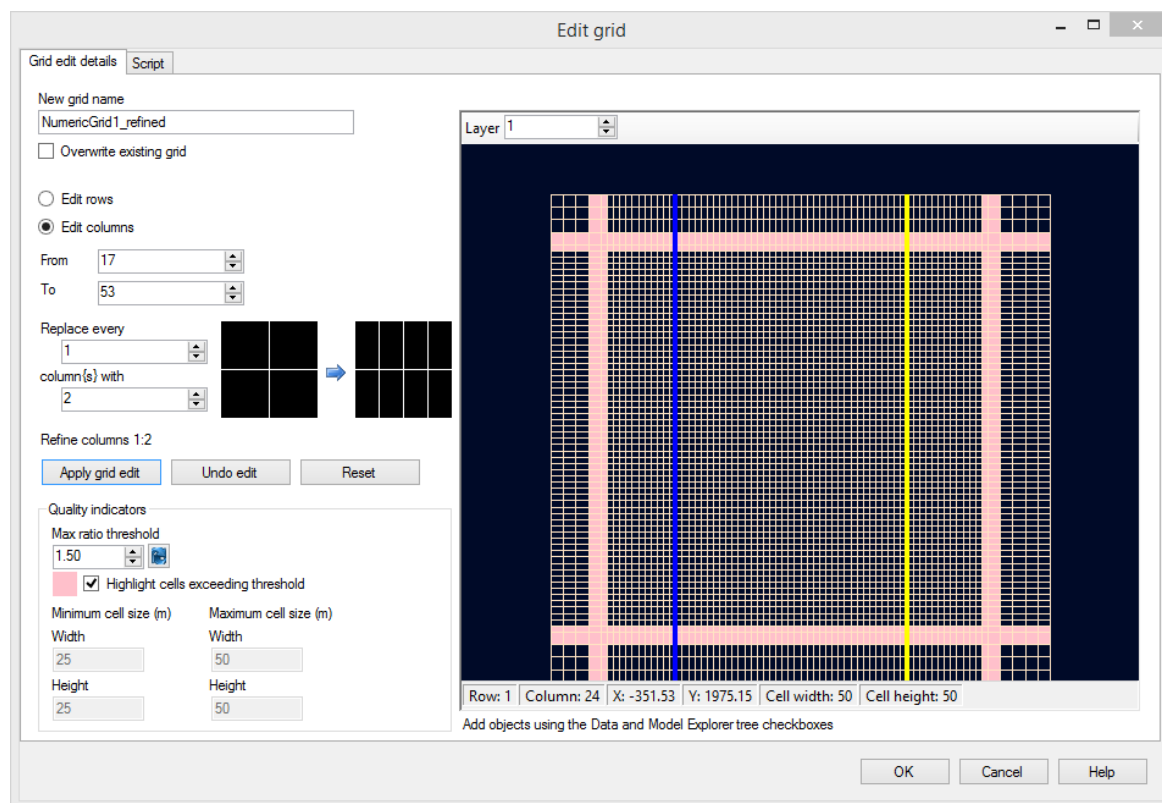 Edit grid
Grid edit details
Script
New grid name
NumericGrid1_refined
Overwrite existing grid
Edit rows
Edit columns
From 17
To 53
Replace every
1
column{s} with
2
Refine columns 1:2
Apply grid edit
Undo edit
Reset
Quality indicators
Max ratio threshold
1.50
Highlight cells exceeding threshold
Minimum cell size (m) Maximum cell size (m)
Width Width
25 50
Height Height
25 50
Layer 1
Row: 1 Column: 24 X: -351.53 Y: 1975.15 Cell width: 50 Cell height: 50
Add objects using the Data and Model Explorer tree checkboxes
OK Cancel Help